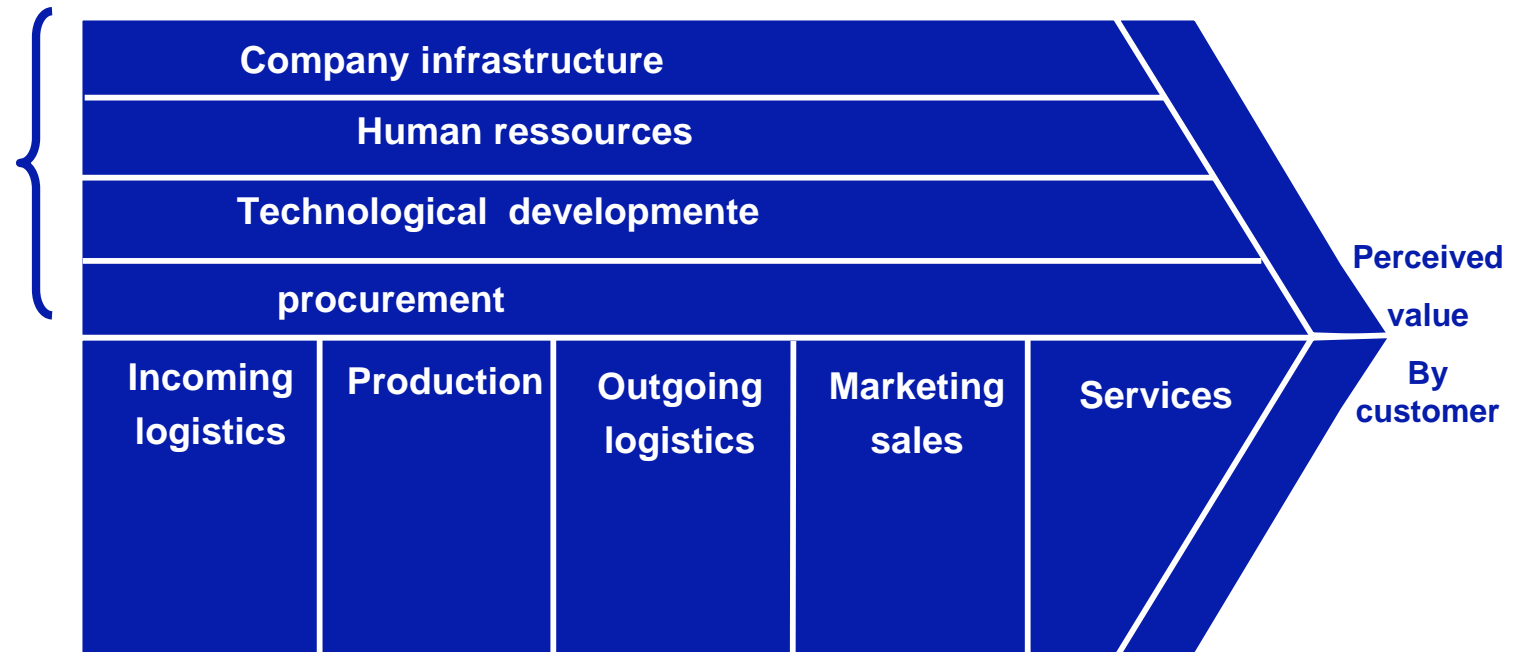 Company infrastructure
Human ressources
Technological developmente
procurement
Incoming
logistics
Production
Outgoing
logistics
Marketing
sales
Services
Perceived
value
By
customer